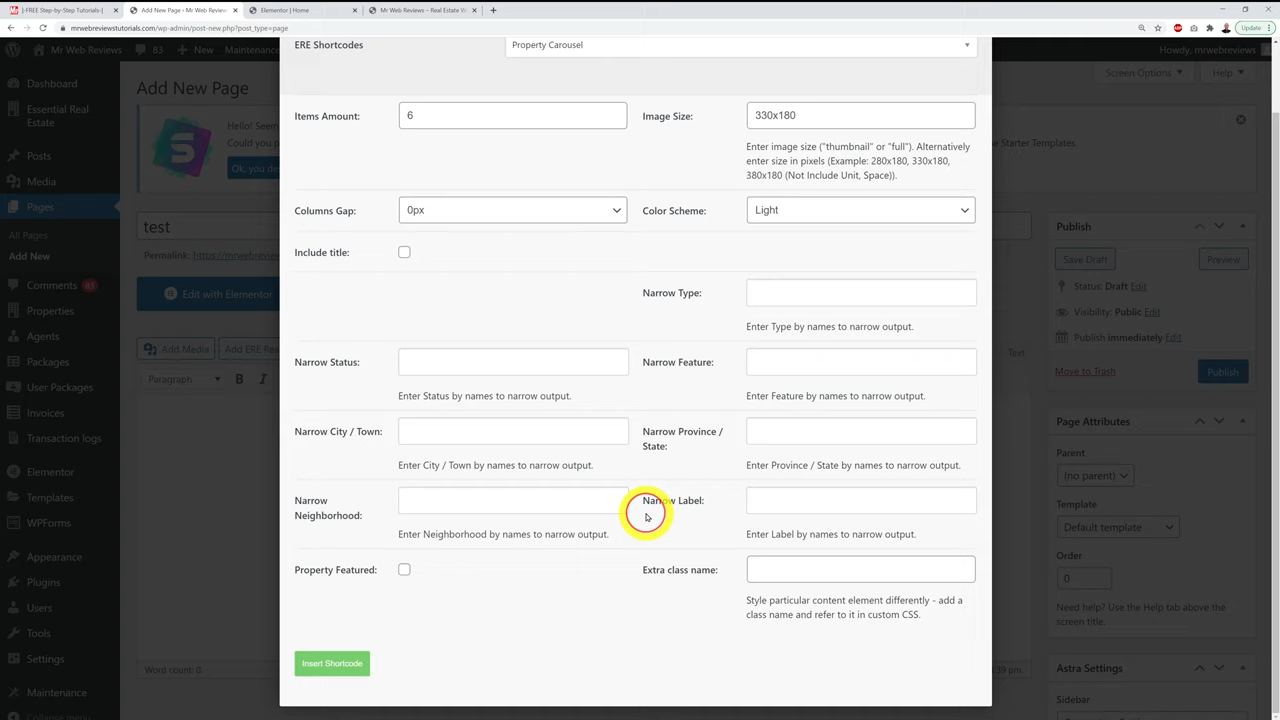 [-FREE Step-by-Step Tutorials-]
Add New Page ‹ Mr Web Reviews
Elementor | Home
Mr Web Reviews – Real Estate W
mrwebreviewstutorials.com/wp-admin/post-new.php?post_type=page
Update
Mr Web Reviews
83
New
Maintenance
Howdy, mrwebreviews
Dashboard
Essential Real
Estate
Posts
Media
Pages
All Pages
Add New
Comments 83
Properties
Agents
Packages
User Packages
Invoices
Transaction logs
Elementor
Templates
WPForms
Appearance
Plugins
Users
Tools
Settings
Maintenance
Add New Page
Screen Options
Help
Hello! Seem
Could you p
Ok, you de
e Starter Templates.
test
Permalink: https://mrwebreviewst
Edit with Elementor
Add Media
Add ERE Rea
Text
Paragraph
B
I
Word count: 0
39 pm.
ERE Shortcodes
Property Carousel
Items Amount:
6
Image Size:
330x180
Enter image size ("thumbnail" or "full"). Alternatively
enter size in pixels (Example: 280x180, 330x180,
380x180 (Not Include Unit, Space)).
Columns Gap:
0px
Color Scheme:
Light
Include title:
Narrow Type:
Enter Type by names to narrow output.
Narrow Status:
Enter Status by names to narrow output.
Narrow Feature:
Enter Feature by names to narrow output.
Narrow City / Town:
Enter City / Town by names to narrow output.
Narrow Province /
State:
Enter Province / State by names to narrow output.
Narrow
Neighborhood:
Enter Neighborhood by names to narrow output.
Narrow Label:
Enter Label by names to narrow output.
Property Featured:
Extra class name:
Style particular content element differently - add a
class name and refer to it in custom CSS.
Insert Shortcode
Publish
Save Draft
Preview
Status: Draft Edit
Visibility: Public Edit
Publish immediately Edit
Move to Trash
Publish
Page Attributes
Parent
(no parent)
Template
Default template
Order
0
Need help? Use the Help tab above the
screen title.
Astra Settings
Sidebar